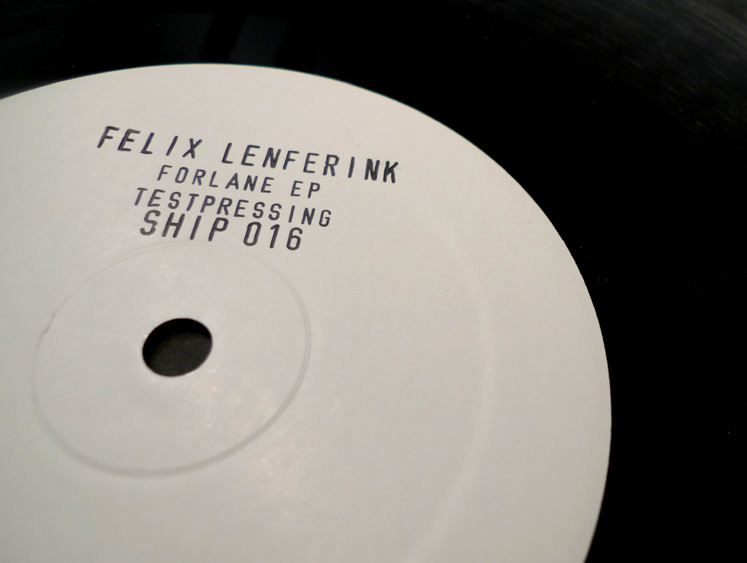 FELIX LENFERINK
FORLANE EP
TESTPRESSING
SHIP 016